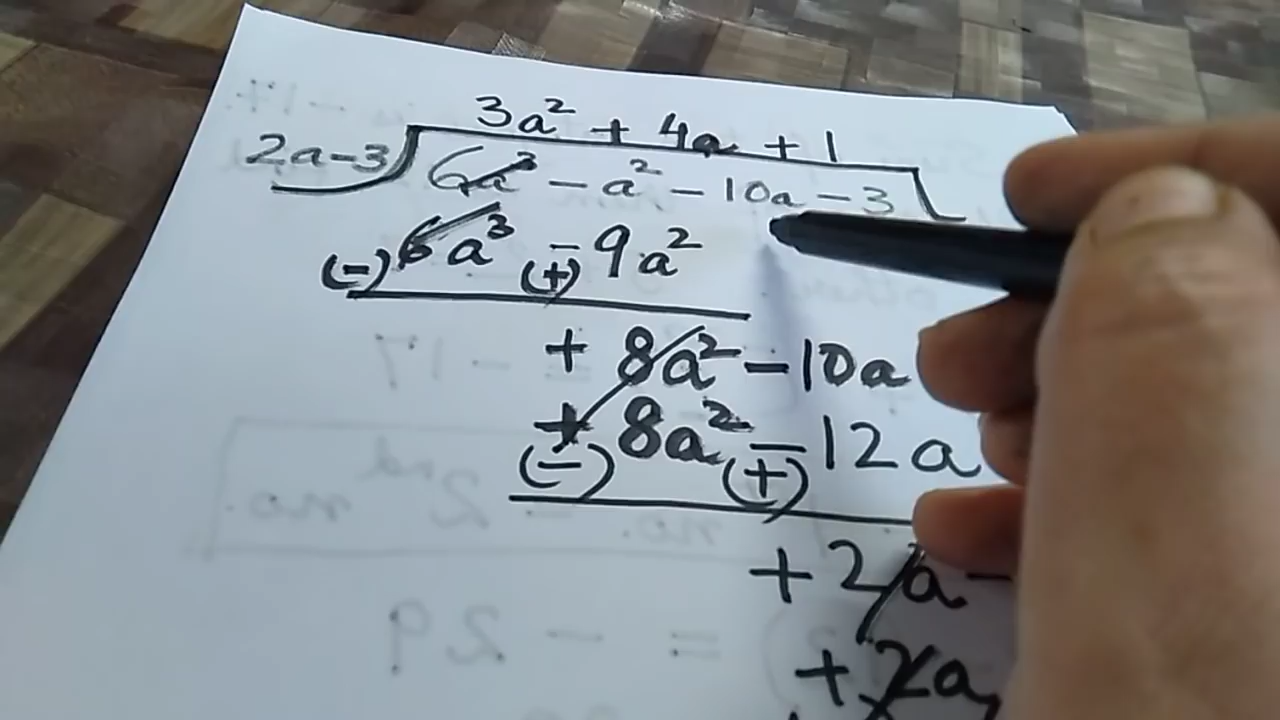 3a² + 4a + 1
2a-3) 6a³ - a² - 10a - 3
(-) 6a³ (+) - 9a²
+ 8a² - 10a
+ 8a² - 12a
(-) (+)
+ 2a -
+ 2a